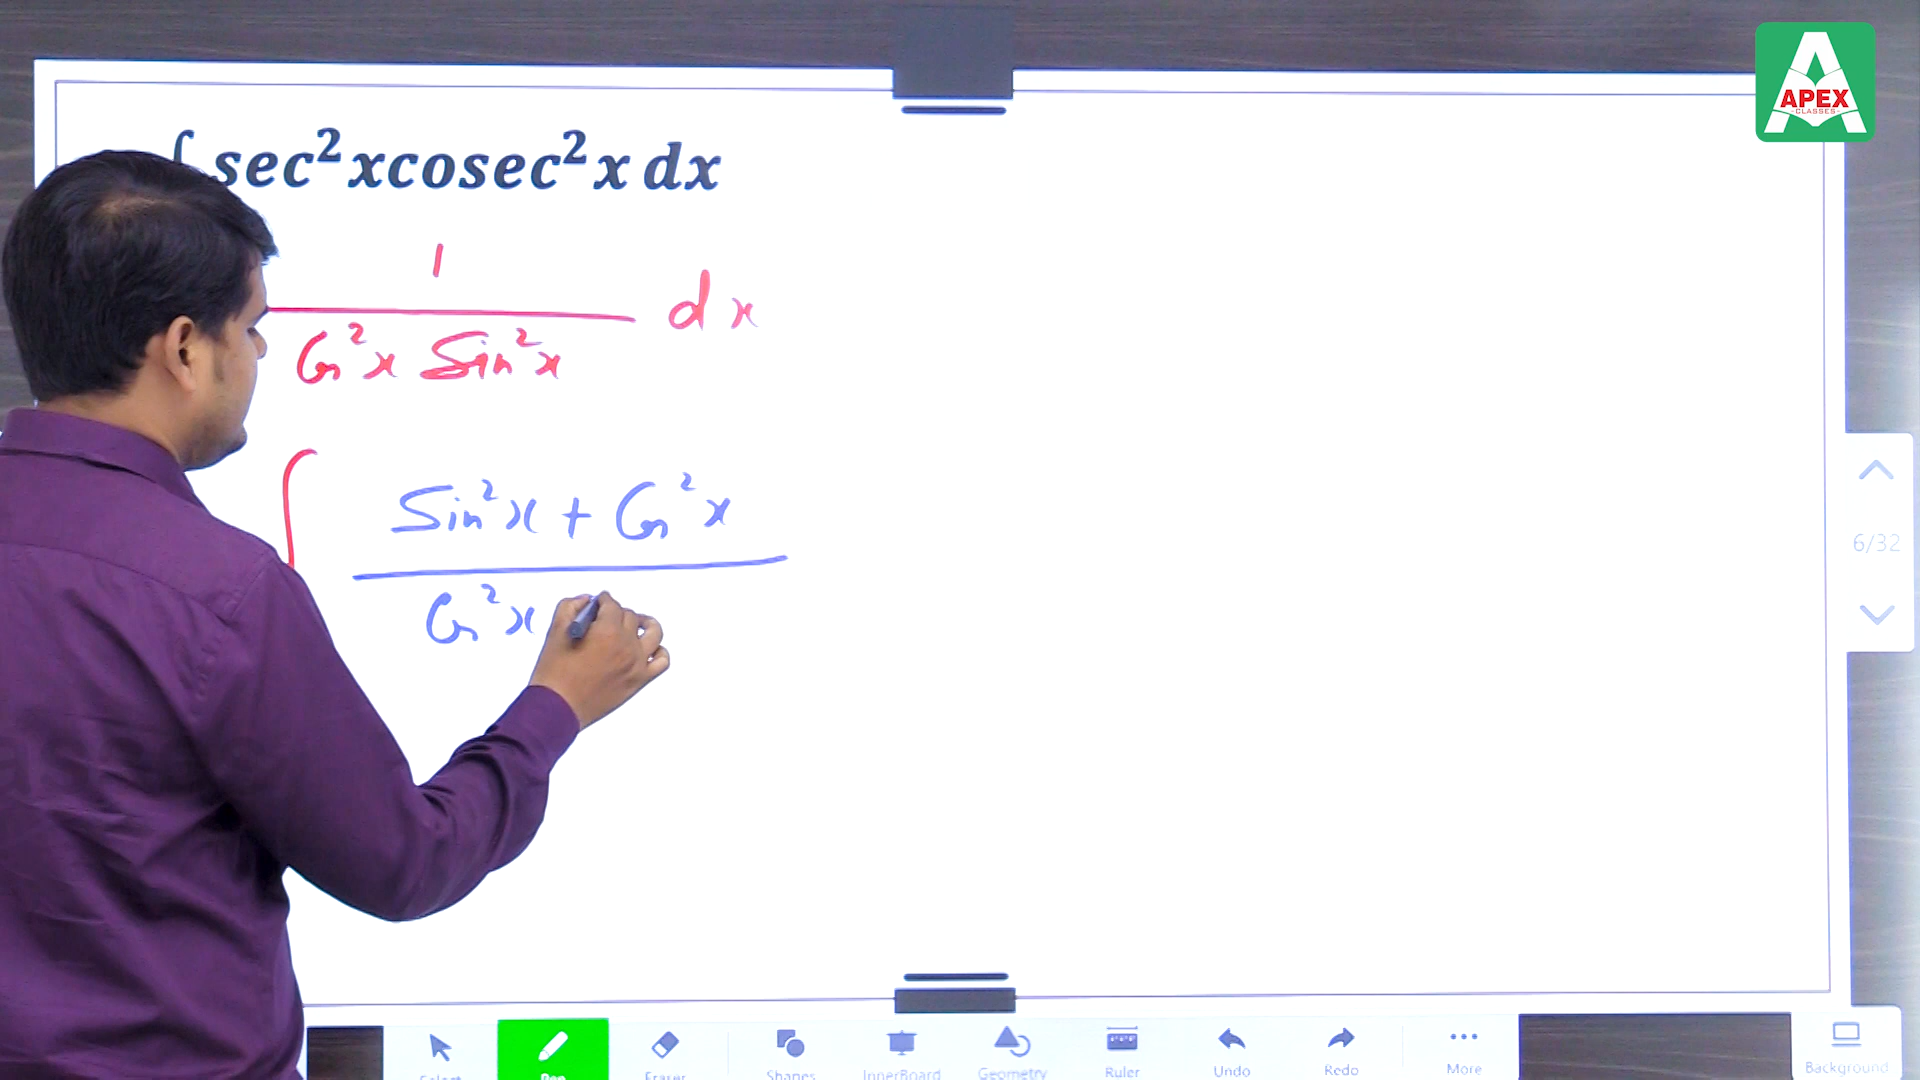 APEX
CLASSES
∫ sec²xcosec²x dx
1
Cos²x Sin²x dx
∫ Sin²x + Cos²x
Cos²x
6/32
Select Pen Eraser Shapes InnerBoard Geometry Ruler Undo Redo More Background